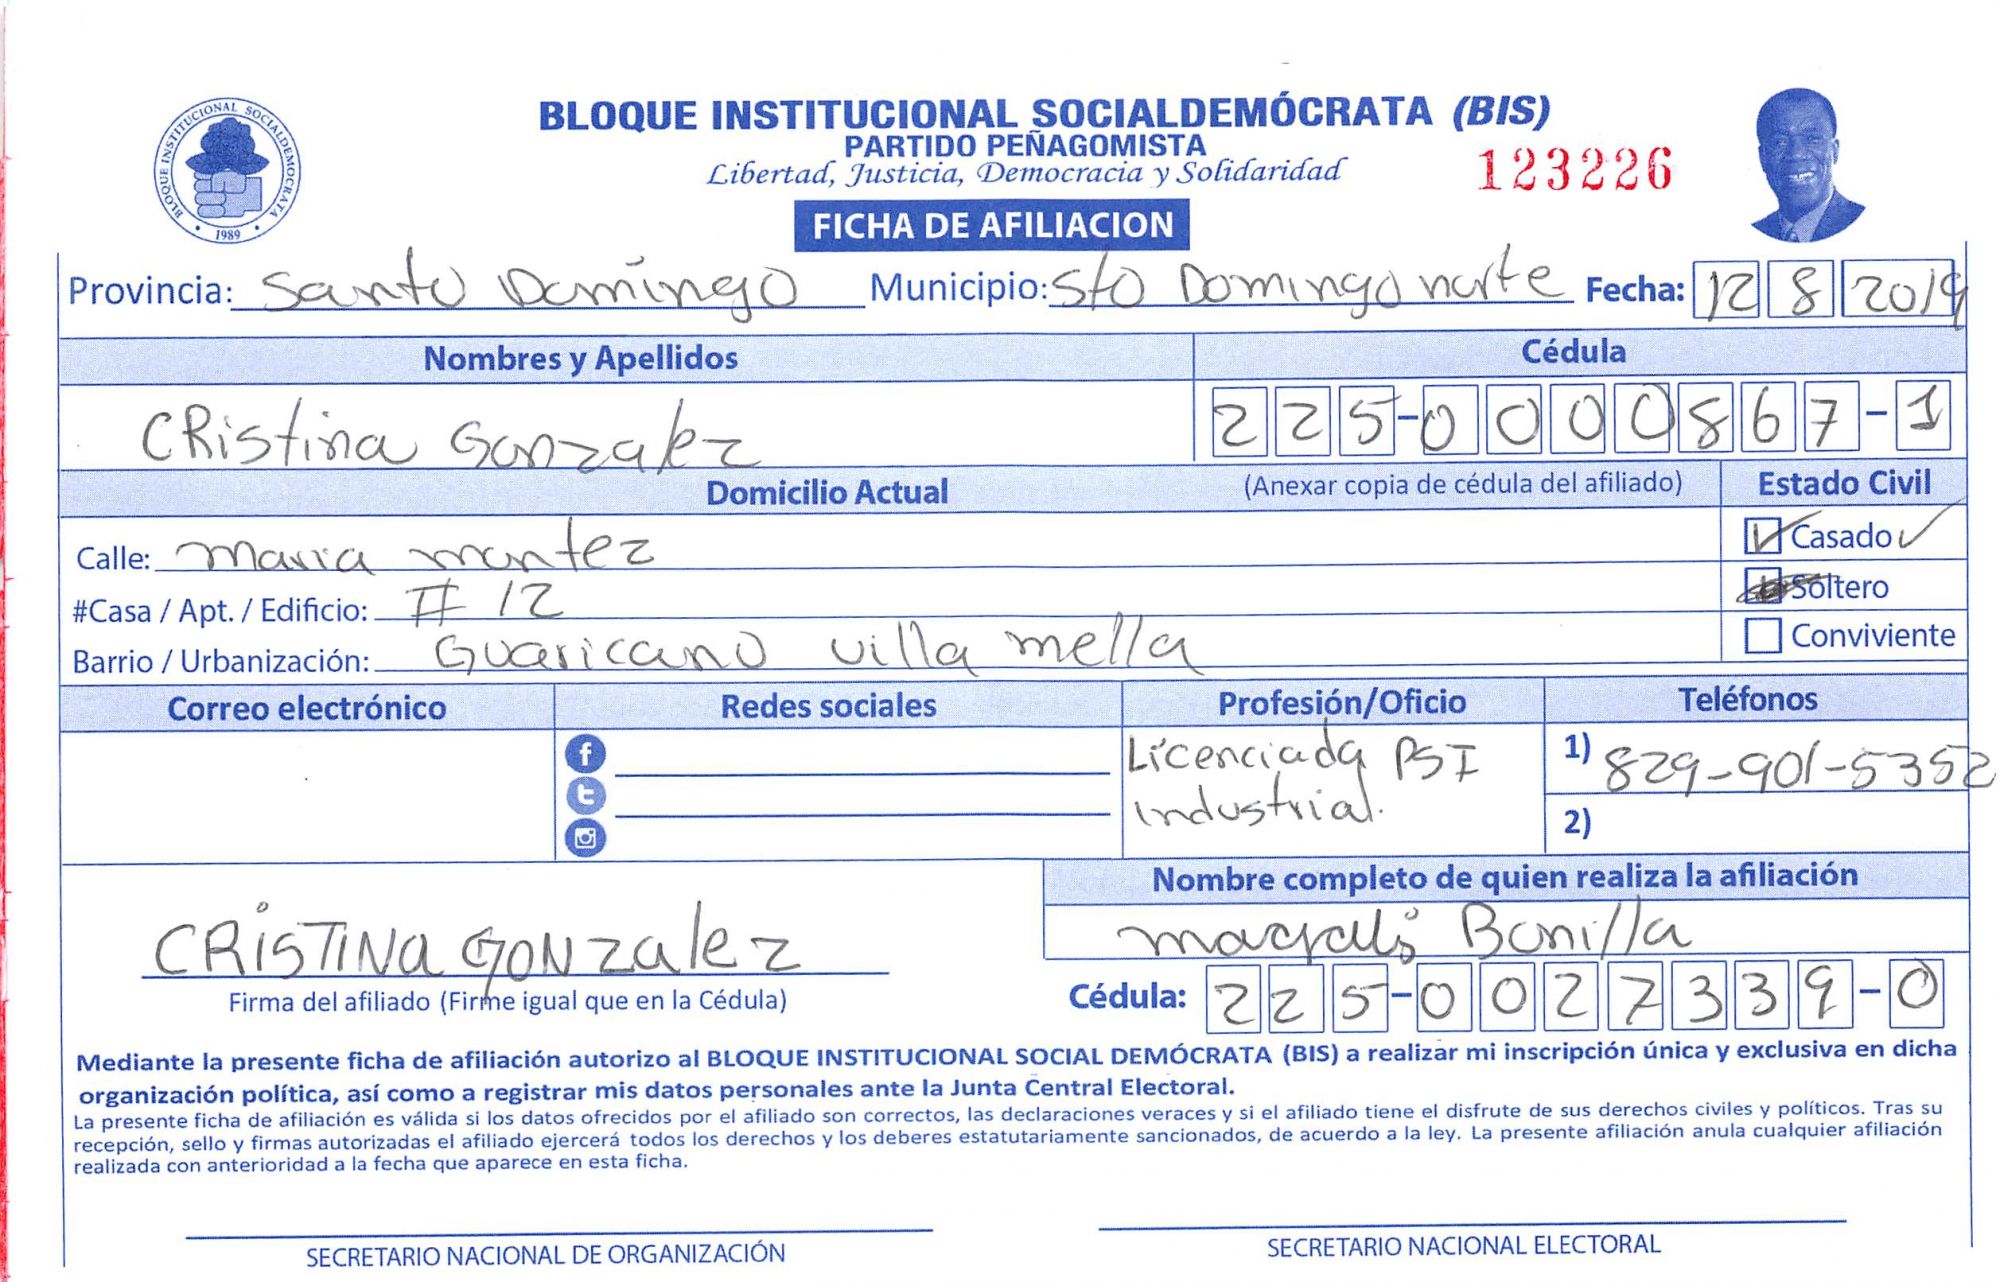 BLOQUE INSTITUCIONAL SOCIALDEMOCRATA
1989
BLOQUE INSTITUCIONAL SOCIALDEMÓCRATA (BIS)
PARTIDO PEÑAGOMISTA
Libertad, Justicia, Democracia y Solidaridad
123226
FICHA DE AFILIACION
Provincia: Santo Domingo Municipio: Sto Domingo norte Fecha: 12 8 2019
Nombres y Apellidos Cédula
CRistina Gonzalez 225-0000867-1
Domicilio Actual (Anexar copia de cédula del afiliado) Estado Civil
Calle: maria montez Casado
#Casa / Apt. / Edificio: # 12 Soltero
Barrio / Urbanización: Guaricano villa mella Conviviente
Correo electrónico Redes sociales Profesión/Oficio Teléfonos
Licenciada PSI 1) 829-901-5352
industrial. 2)
Nombre completo de quien realiza la afiliación
CRiSTINa GONzalez magalis Bonilla
Firma del afiliado (Firme igual que en la Cédula) Cédula: 225-0027339-0
Mediante la presente ficha de afiliación autorizo al BLOQUE INSTITUCIONAL SOCIAL DEMÓCRATA (BIS) a realizar mi inscripción única y exclusiva en dicha
organización política, así como a registrar mis datos personales ante la Junta Central Electoral.
La presente ficha de afiliación es válida si los datos ofrecidos por el afiliado son correctos, las declaraciones veraces y si el afiliado tiene el disfrute de sus derechos civiles y políticos. Tras su
recepción, sello y firmas autorizadas el afiliado ejercerá todos los derechos y los deberes estatutariamente sancionados, de acuerdo a la ley. La presente afiliación anula cualquier afiliación
realizada con anterioridad a la fecha que aparece en esta ficha.
SECRETARIO NACIONAL DE ORGANIZACIÓN SECRETARIO NACIONAL ELECTORAL